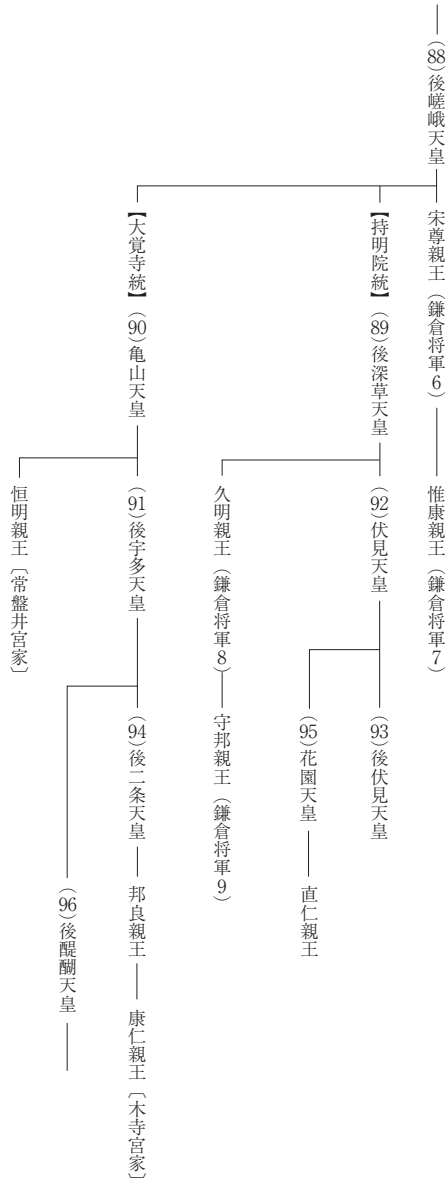 (88)後嵯峨天皇
宋尊親王(鎌倉将軍6)
惟康親王(鎌倉将軍7)
【持明院統】(89)後深草天皇
(92)伏見天皇
(93)後伏見天皇
(95)花園天皇
直仁親王
久明親王(鎌倉将軍8)
守邦親王(鎌倉将軍9)
【大覚寺統】(90)亀山天皇
(91)後宇多天皇
(94)後二条天皇
邦良親王
康仁親王〔木寺宮家〕
(96)後醍醐天皇
恒明親王〔常盤井宮家〕